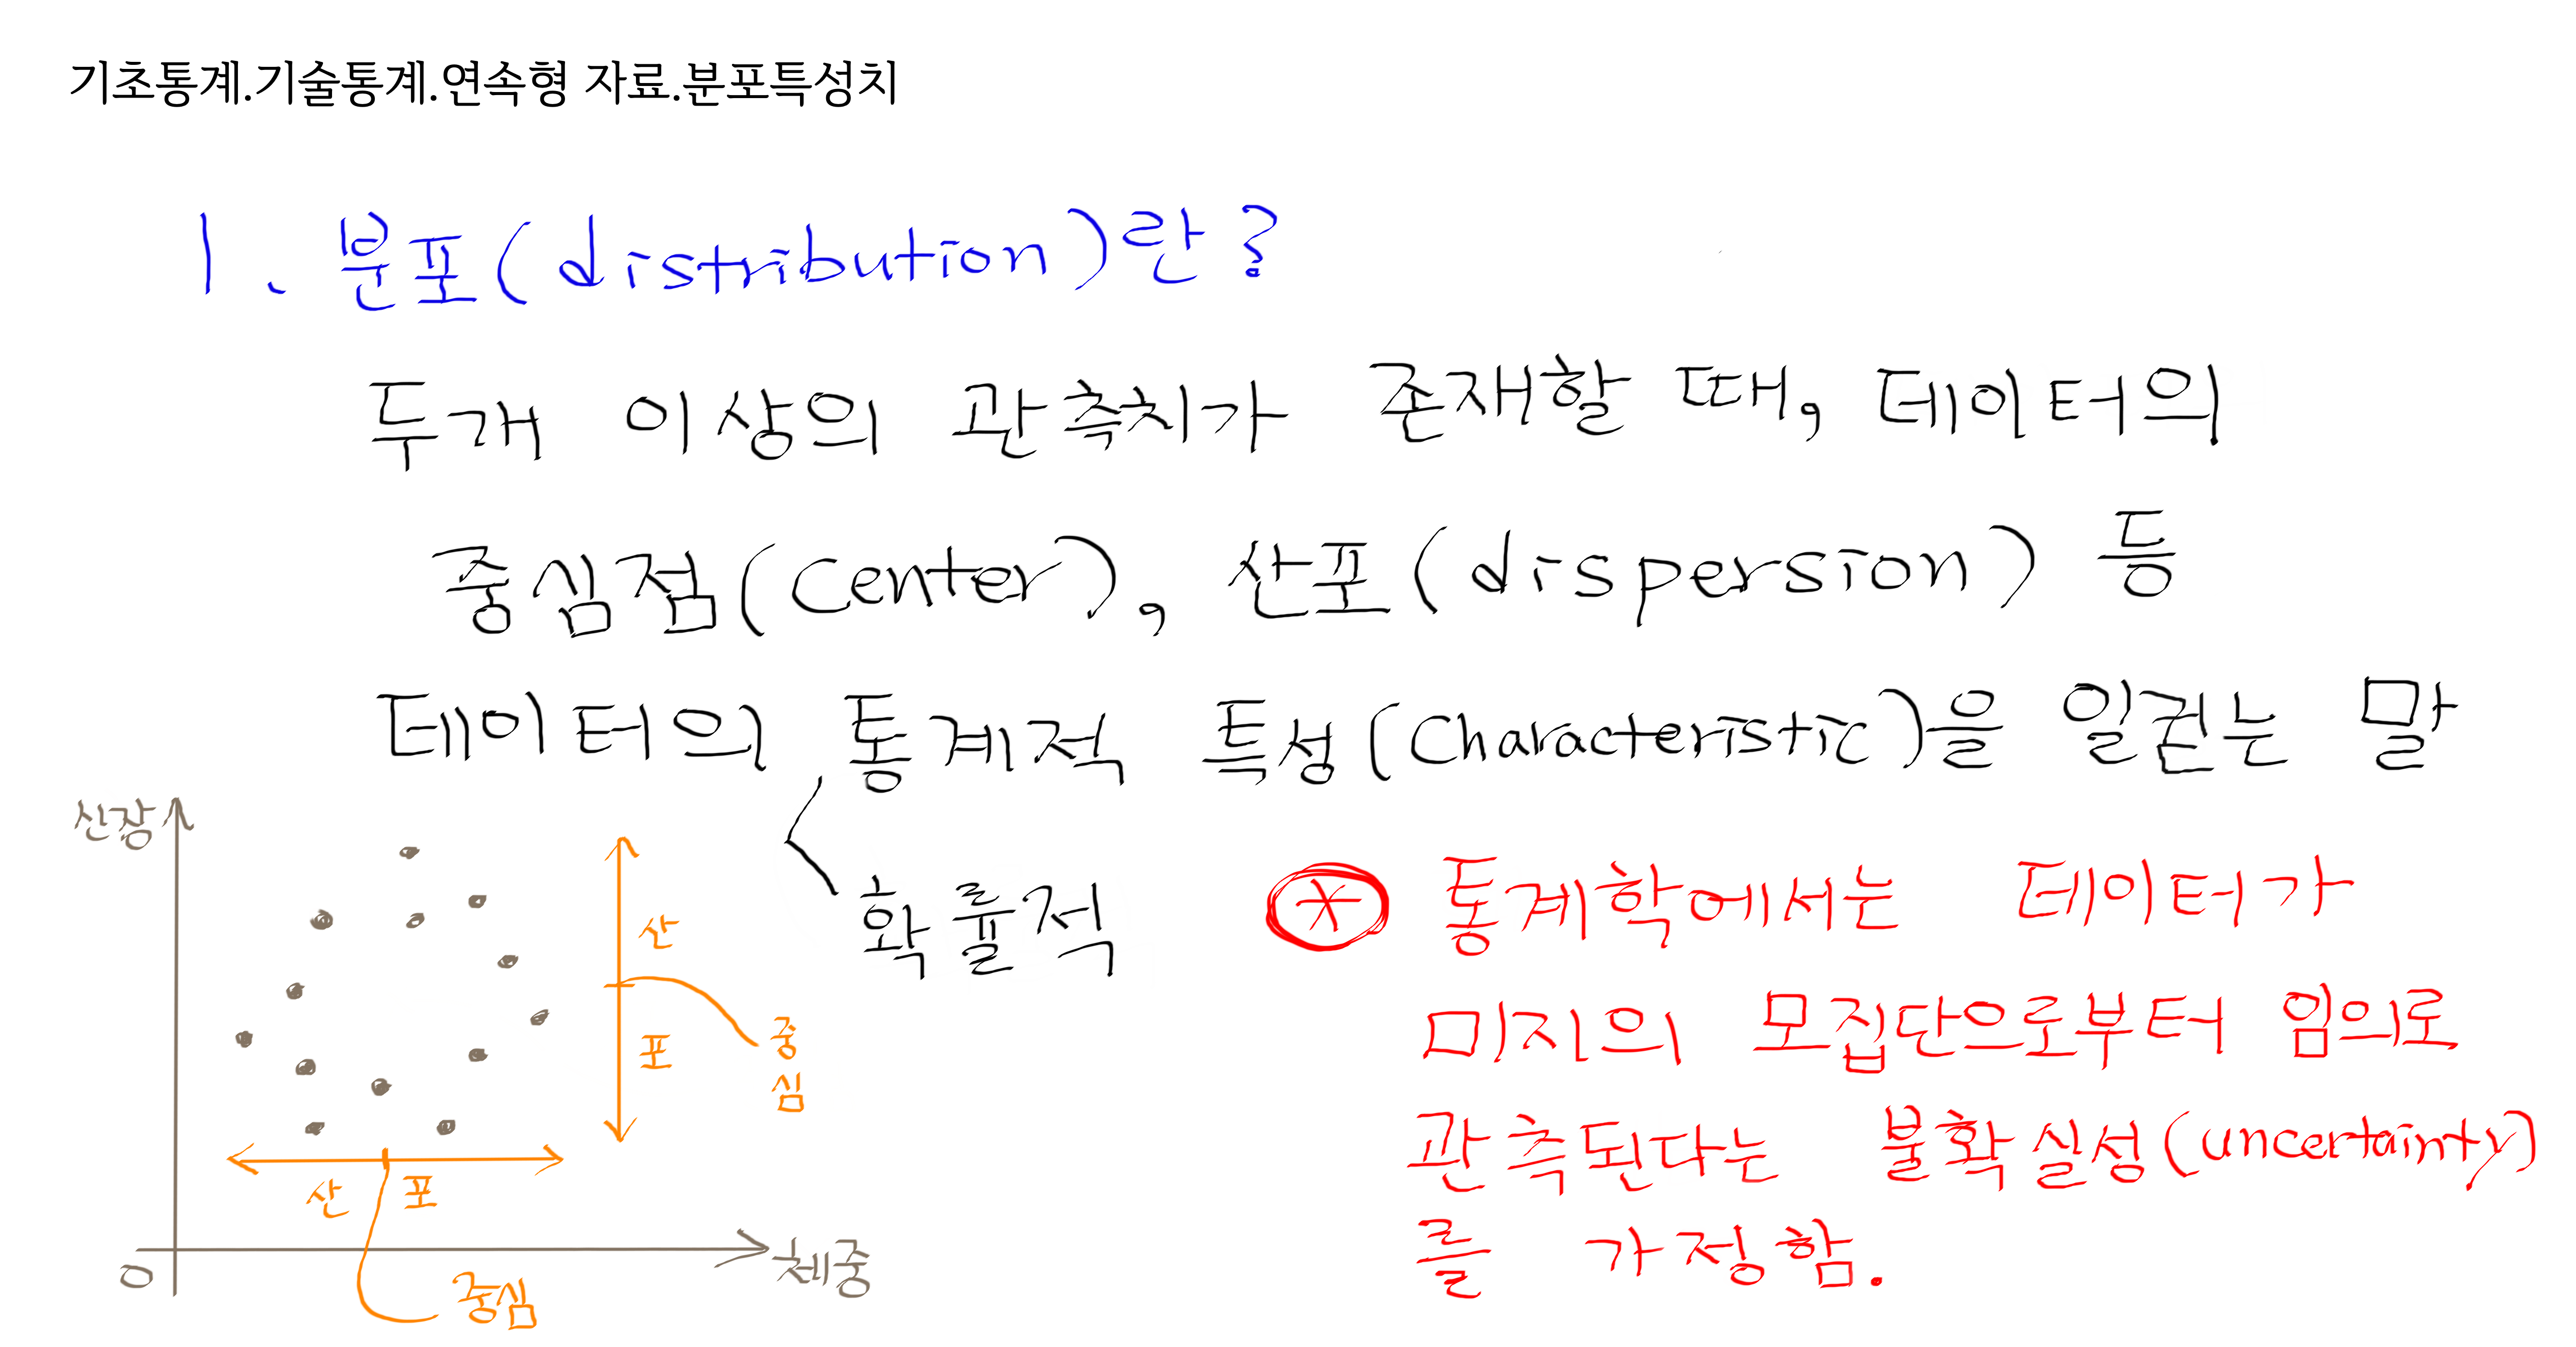 기초통계.기술통계.연속형 자료.분포특성치
1. 분포(distribution)란?
두개 이상의 관측치가 존재할 때, 데이터의
중심점(center), 산포(dispersion) 등
데이터의 통계적 특성(characteristic)을 일컫는 말
확률적
신장
산
포
중
심
산 포
중심
0
체중
* 통계학에서는 데이터가
미지의 모집단으로부터 임의로
관측된다는 불확실성(uncertainty)
를 가정함.